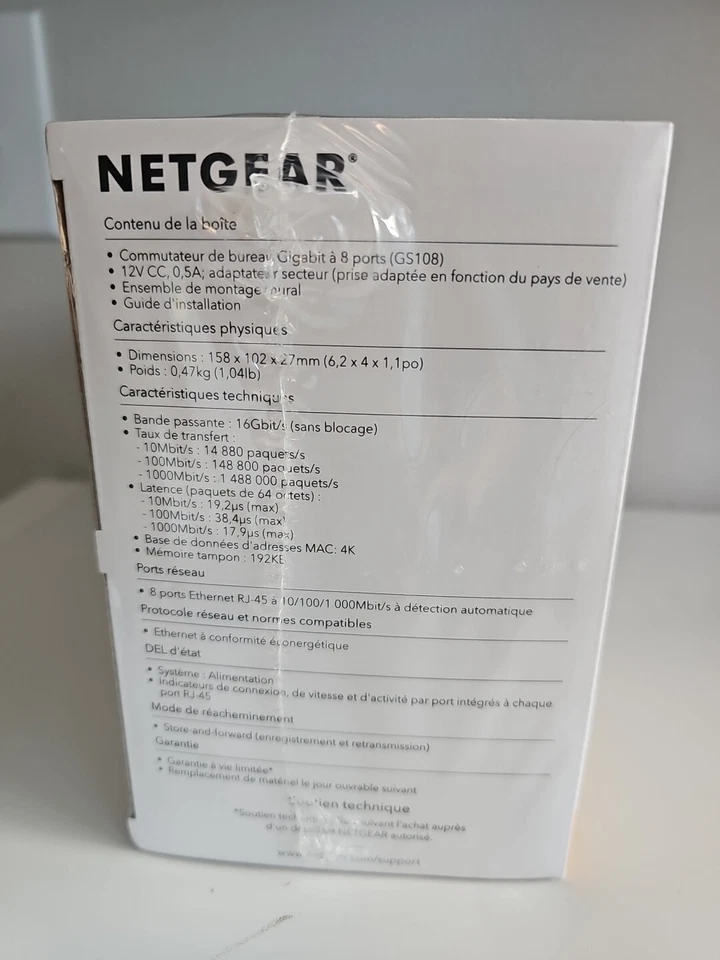 NETGEAR®
Contenu de la boîte
• Commutateur de bureau Gigabit à 8 ports (GS108)
• 12V CC, 0,5A; adaptateur secteur (prise adaptée en fonction du pays de vente)
• Ensemble de montage mural
• Guide d'installation
Caractéristiques physiques
• Dimensions : 158 x 102 x 27mm (6,2 x 4 x 1,1po)
• Poids : 0,47kg (1,04lb)
Caractéristiques techniques
• Bande passante : 16Gbit/s (sans blocage)
• Taux de transfert :
- 10Mbit/s : 14 880 paquets/s
- 100Mbit/s : 148 800 paquets/s
- 1000Mbit/s : 1 488 000 paquets/s
• Latence (paquets de 64 octets) :
- 10Mbit/s : 19,2µs (max)
- 100Mbit/s : 38,4µs (max)
- 1000Mbit/s : 17,9µs (max)
• Base de données d'adresses MAC: 4K
• Mémoire tampon : 192KB
Ports réseau
• 8 ports Ethernet RJ-45 à 10/100/1 000Mbit/s à détection automatique
Protocole réseau et normes compatibles
• Ethernet à conformité éconergétique
DEL d'état
• Système : Alimentation
• Indicateurs de connexion, de vitesse et d'activité par port intégrés à chaque
port RJ-45
Mode de réacheminement
• Store-and-forward (enregistrement et retransmission)
Garantie
• Garantie à vie limitée*
• Remplacement de matériel le jour ouvrable suivant
Soutien technique
*Soutien suivant l'achat auprès
d'un NETGEAR autorisé.